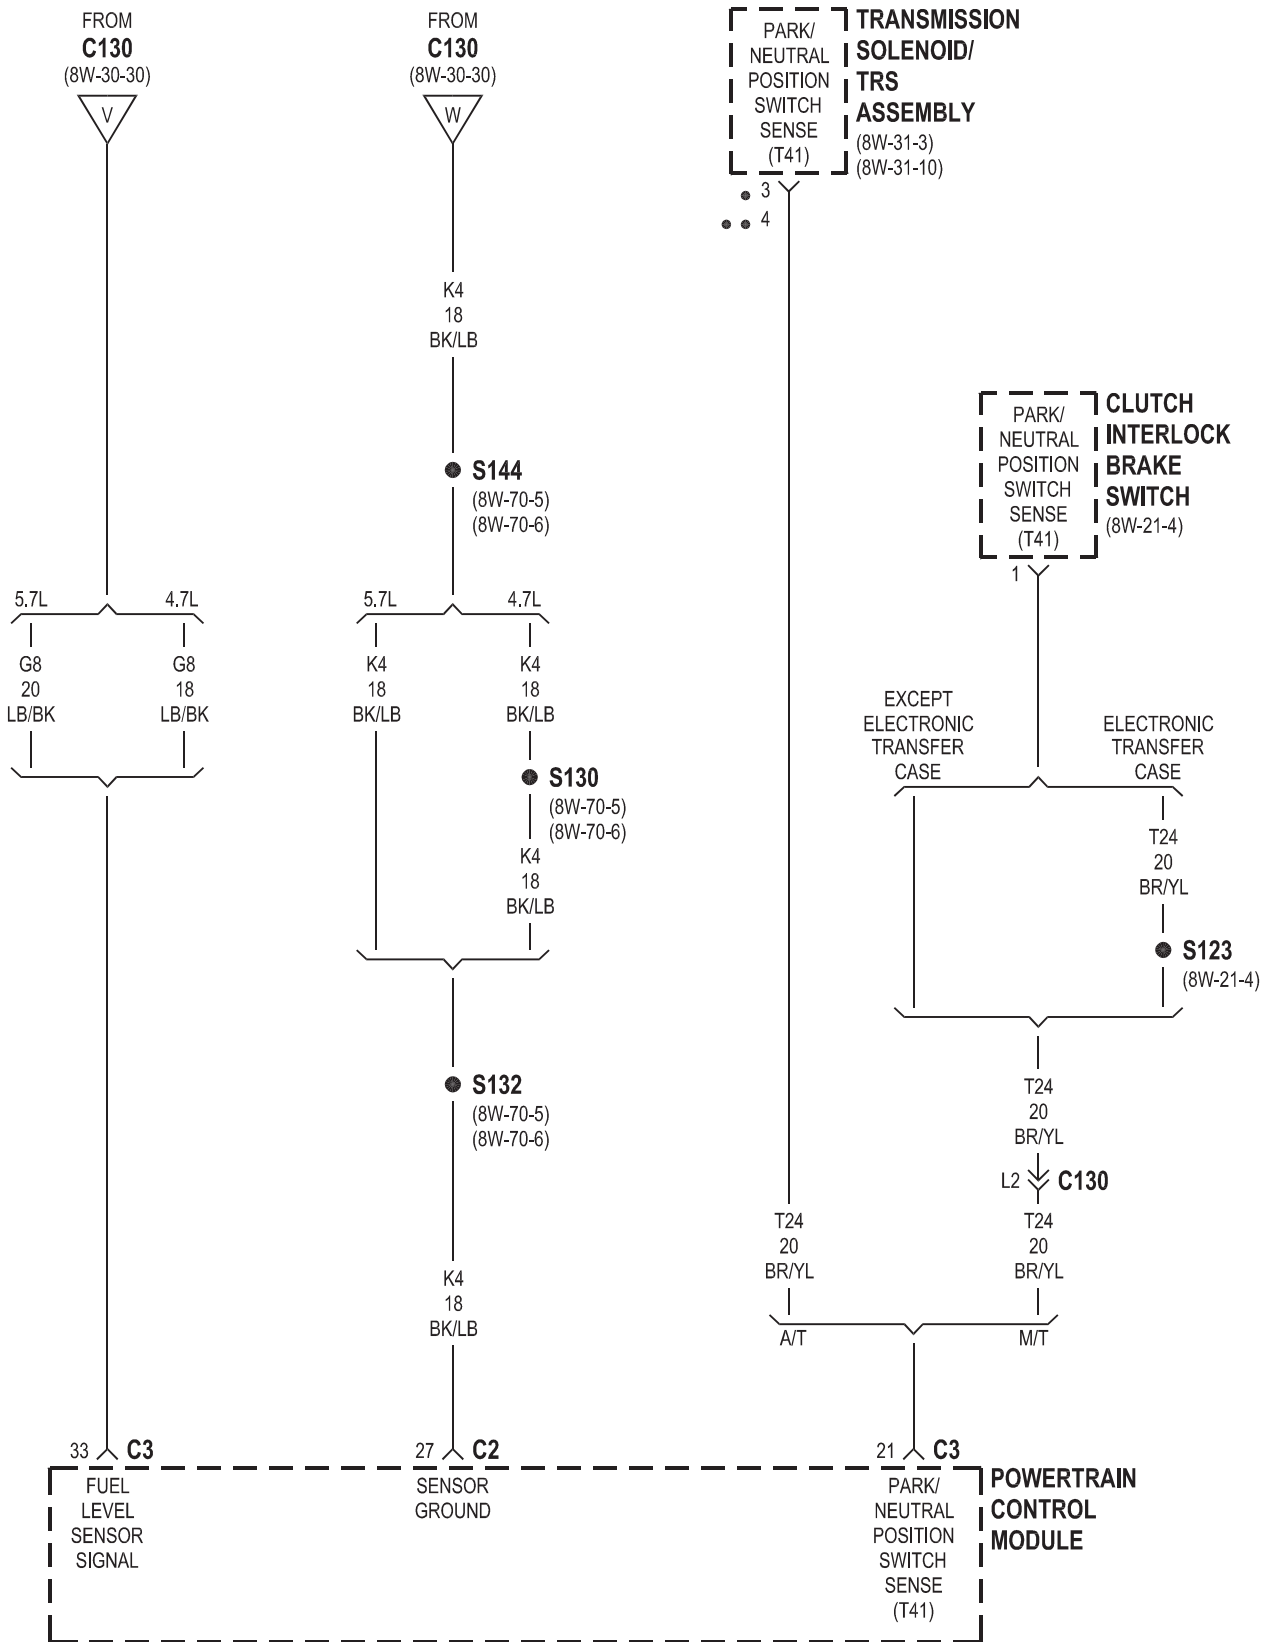 FROM
C130
(8W-30-30)
V
FROM
C130
(8W-30-30)
W
PARK/
NEUTRAL
POSITION
SWITCH
SENSE
(T41)
TRANSMISSION
SOLENOID/
TRS
ASSEMBLY
(8W-31-3)
(8W-31-10)
3
4
K4
18
BK/LB
S144
(8W-70-5)
(8W-70-6)
PARK/
NEUTRAL
POSITION
SWITCH
SENSE
(T41)
CLUTCH
INTERLOCK
BRAKE
SWITCH
(8W-21-4)
1
5.7L
4.7L
G8
20
LB/BK
G8
18
LB/BK
5.7L
4.7L
K4
18
BK/LB
K4
18
BK/LB
S130
(8W-70-5)
(8W-70-6)
K4
18
BK/LB
EXCEPT
ELECTRONIC
TRANSFER
CASE
ELECTRONIC
TRANSFER
CASE
T24
20
BR/YL
S123
(8W-21-4)
S132
(8W-70-5)
(8W-70-6)
T24
20
BR/YL
L2
C130
T24
20
BR/YL
T24
20
BR/YL
K4
18
BK/LB
A/T
M/T
33
C3
27
C2
21
C3
FUEL
LEVEL
SENSOR
SIGNAL
SENSOR
GROUND
PARK/
NEUTRAL
POSITION
SWITCH
SENSE
(T41)
POWERTRAIN
CONTROL
MODULE